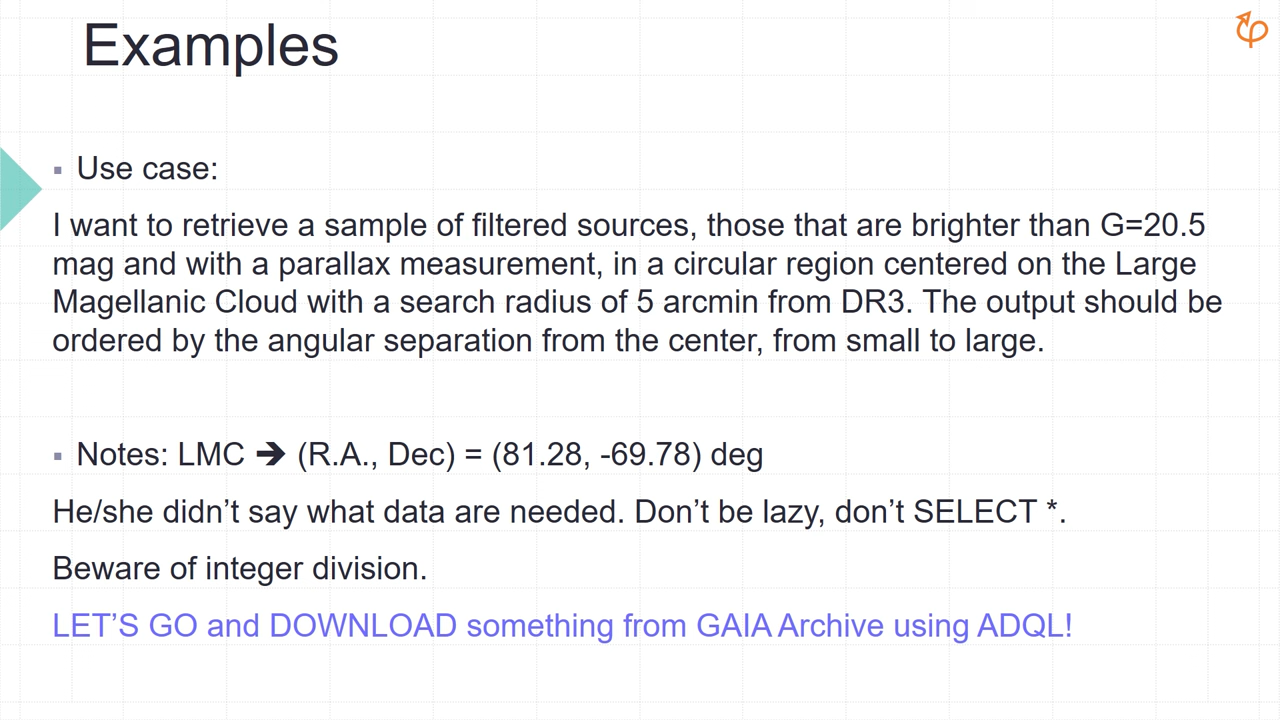 Examples
▪ Use case:
I want to retrieve a sample of filtered sources, those that are brighter than G=20.5
mag and with a parallax measurement, in a circular region centered on the Large
Magellanic Cloud with a search radius of 5 arcmin from DR3. The output should be
ordered by the angular separation from the center, from small to large.
▪ Notes: LMC ➔ (R.A., Dec) = (81.28, -69.78) deg
He/she didn’t say what data are needed. Don’t be lazy, don’t SELECT *.
Beware of integer division.
LET’S GO and DOWNLOAD something from GAIA Archive using ADQL!